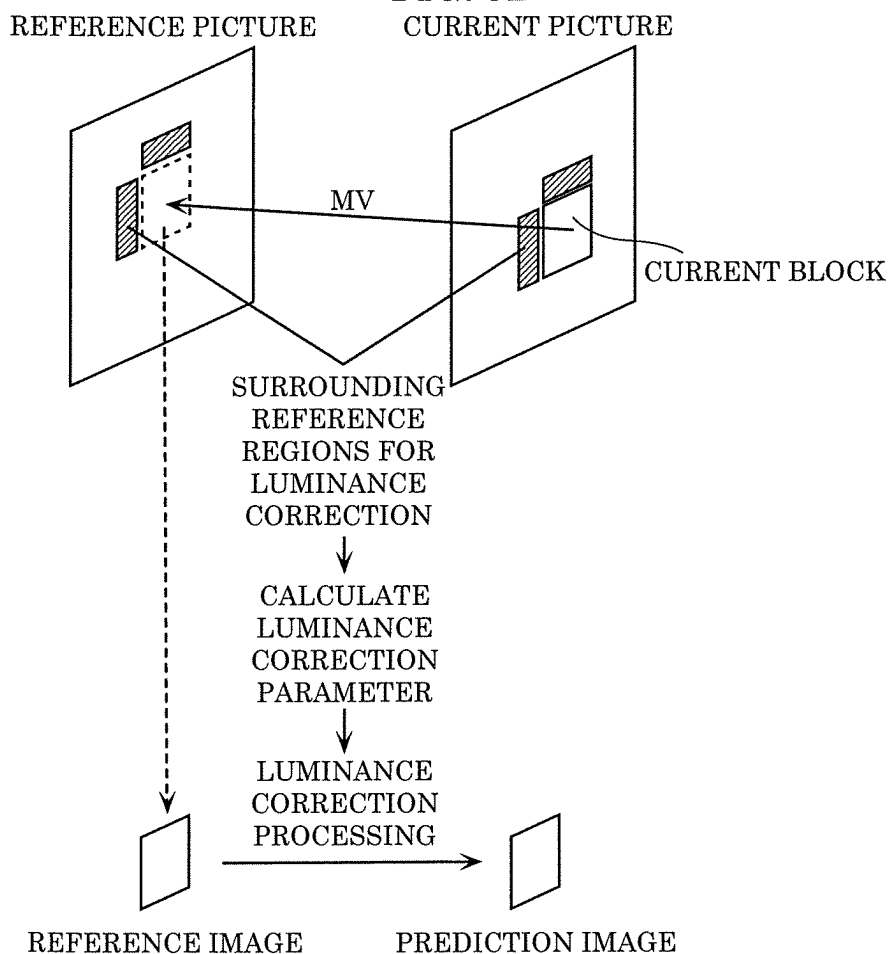 REFERENCE PICTURE
CURRENT PICTURE
MV
CURRENT BLOCK
SURROUNDING
REFERENCE
REGIONS FOR
LUMINANCE
CORRECTION
CALCULATE
LUMINANCE
CORRECTION
PARAMETER
LUMINANCE
CORRECTION
PROCESSING
REFERENCE IMAGE
PREDICTION IMAGE